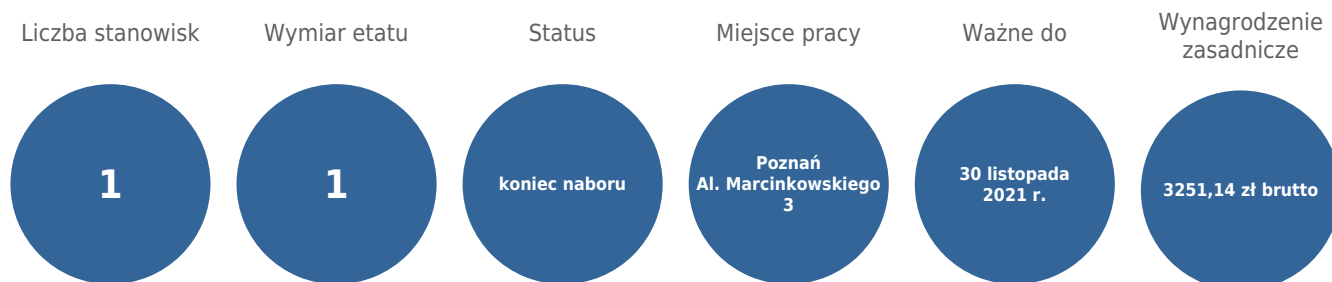 Liczba stanowisk
1
Wymiar etatu
1
Status
koniec naboru
Miejsce pracy
Poznań
Al. Marcinkowskiego
3
Ważne do
30 listopada
2021 r.
Wynagrodzenie
zasadnicze
3251,14 zł brutto